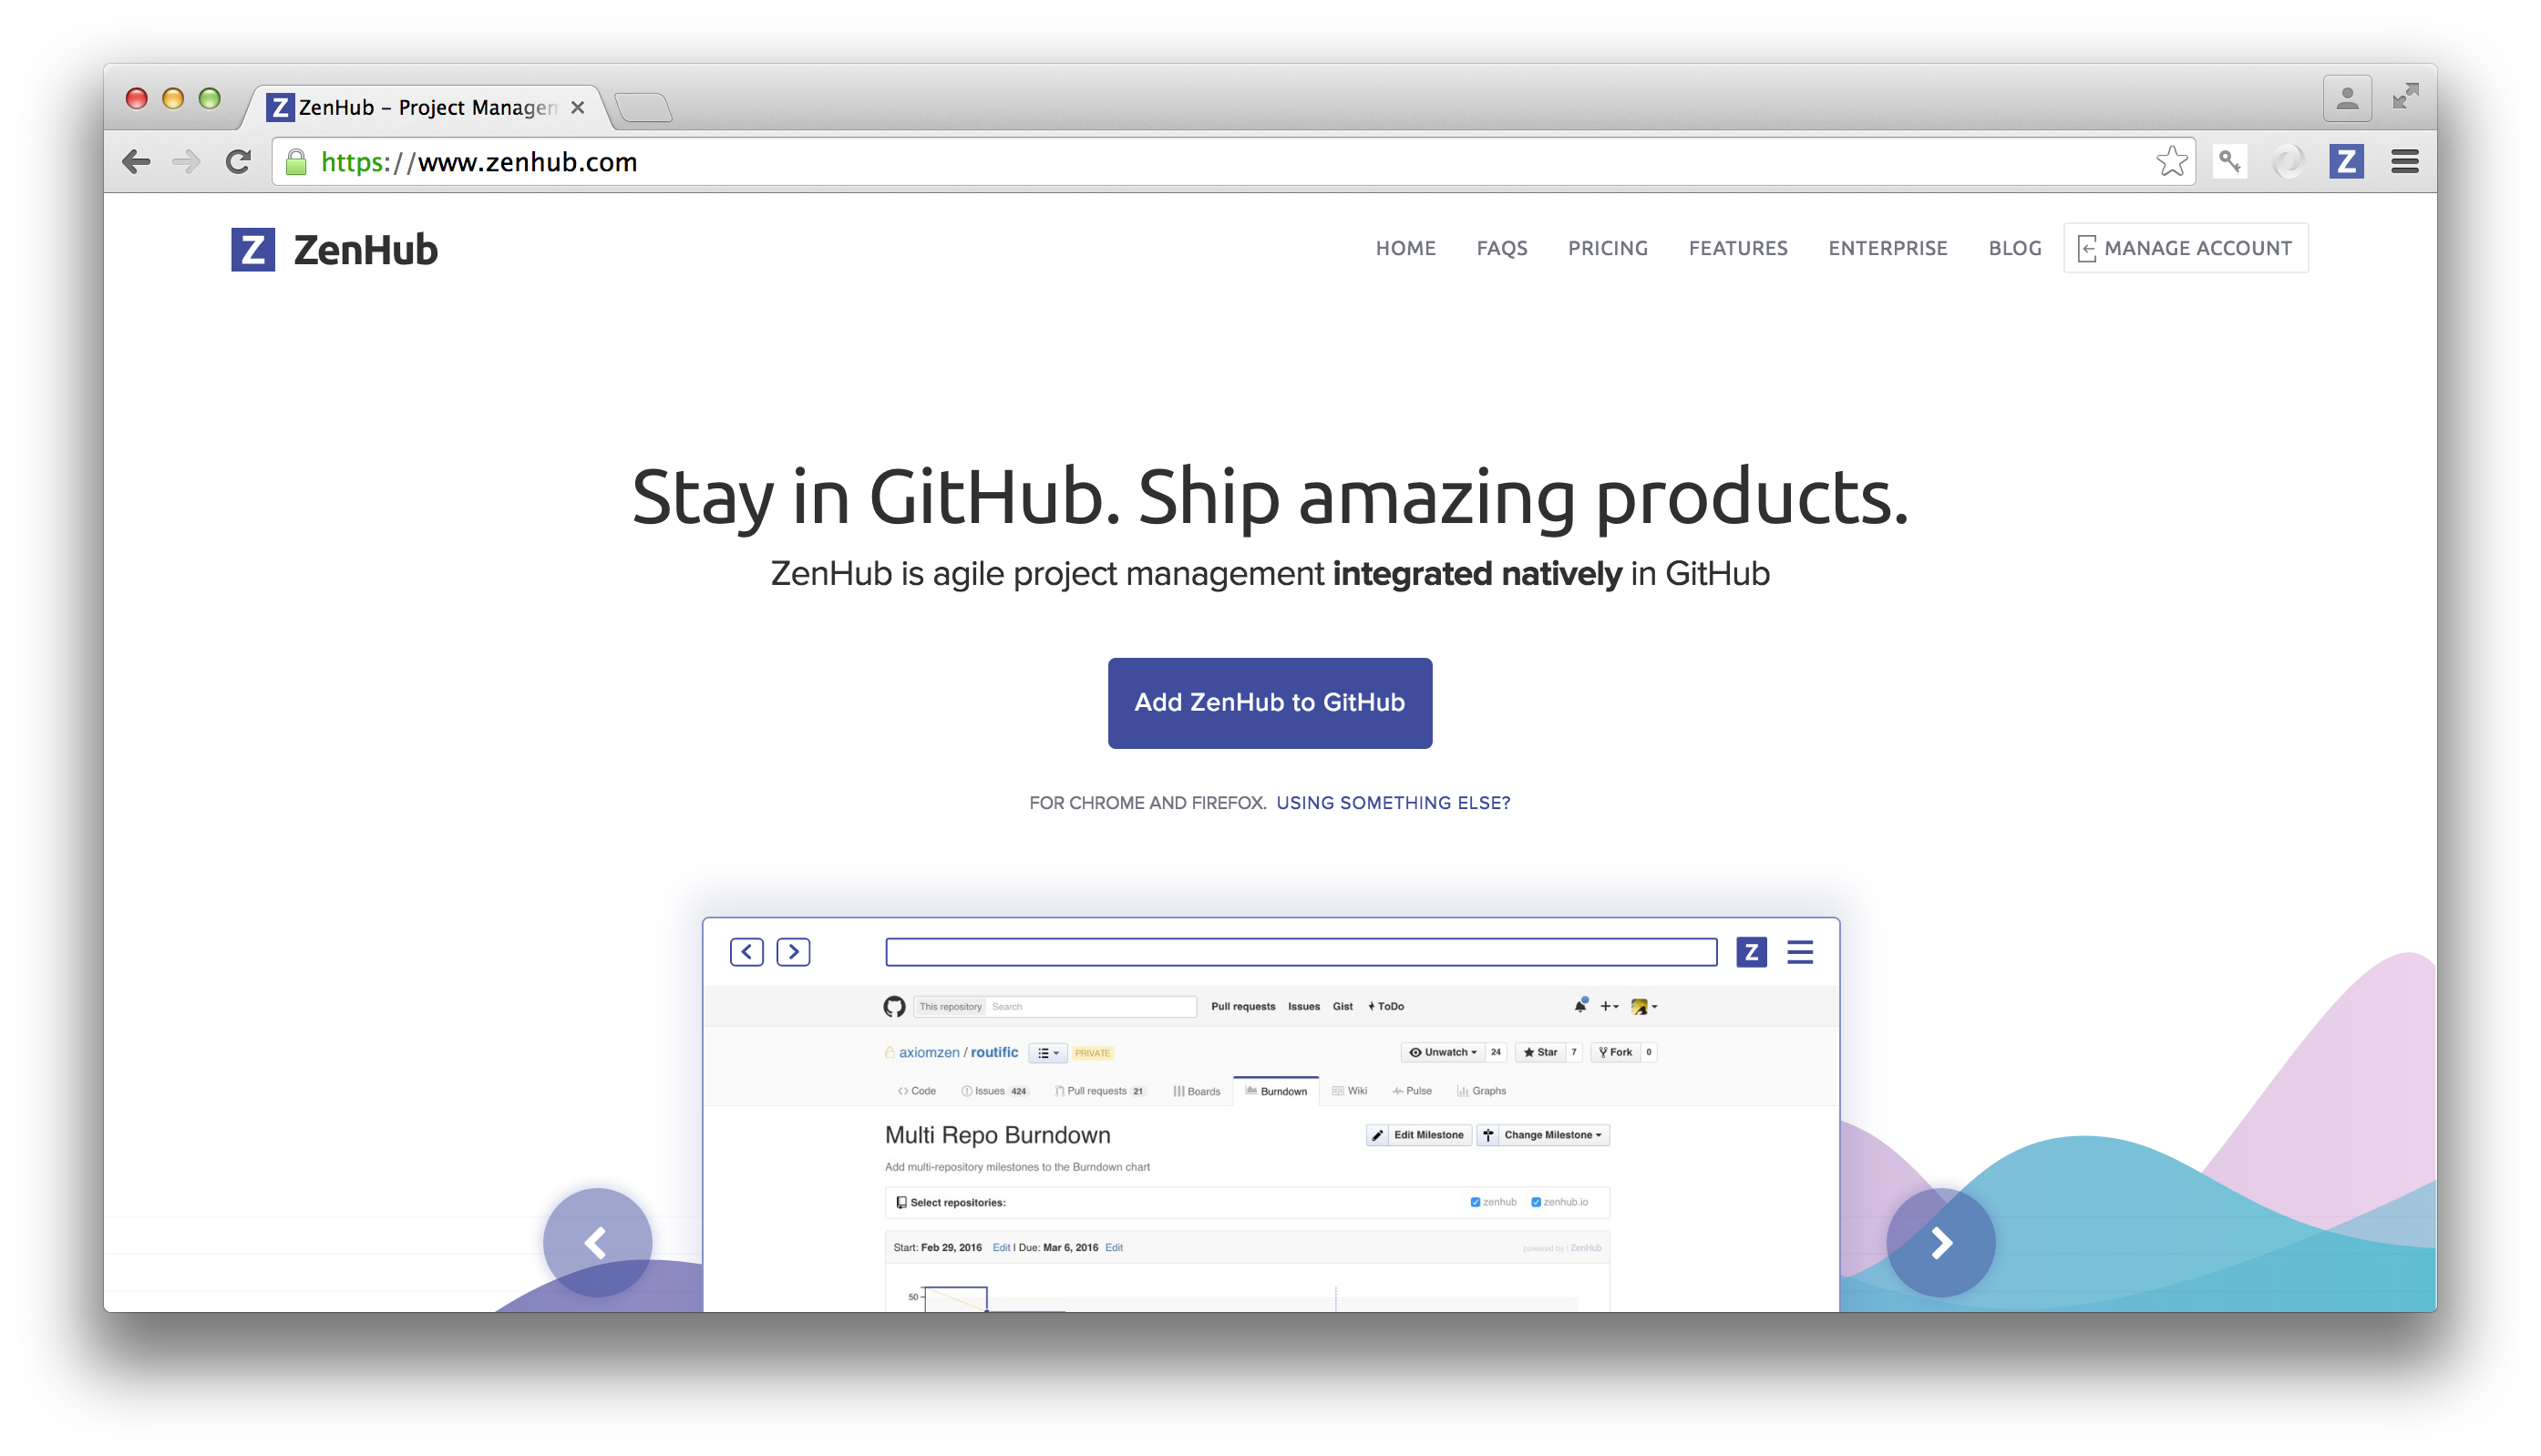 Z ZenHub – Project Managem
https://www.zenhub.com
Z
Z ZenHub
HOME FAQS PRICING FEATURES ENTERPRISE BLOG MANAGE ACCOUNT
Stay in GitHub. Ship amazing products.
ZenHub is agile project management integrated natively in GitHub
Add ZenHub to GitHub
FOR CHROME AND FIREFOX. USING SOMETHING ELSE?
Z
This repository Search Pull requests Issues Gist ToDo
axiomzen / routific PRIVATE Unwatch 24 Star 7 Fork 0
Code Issues 424 Pull requests 21 Boards Burndown Wiki Pulse Graphs
Multi Repo Burndown Edit Milestone Change Milestone
Add multi-repository milestones to the Burndown chart
Select repositories: zenhub zenhub.io
Start: Feb 29, 2016 Edit | Due: Mar 6, 2016 Edit powered by | ZenHub
50